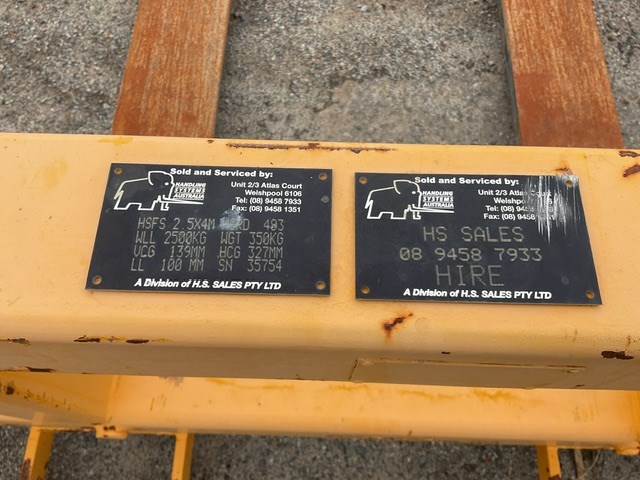 Sold and Serviced by:
HANDLING
SYSTEMS
AUSTRALIA
Unit 2/3 Atlas Court
Welshpool 6106
Tel: (08) 9458 7933
Fax: (08) 9458 1351
HSFS 2.5X4M
WLL 2500KG WGT 350KG
VCG 139MM HCG 327MM
LL 100 MM SN 35754
A Division of H.S. SALES PTY LTD
Sold and Serviced by:
HANDLING
SYSTEMS
AUSTRALIA
Unit 2/3 Atlas Court
Tel: (08)
Fax: (08) 9458
HS SALES
08 9458 7933
HIRE
A Division of H.S. SALES PTY LTD